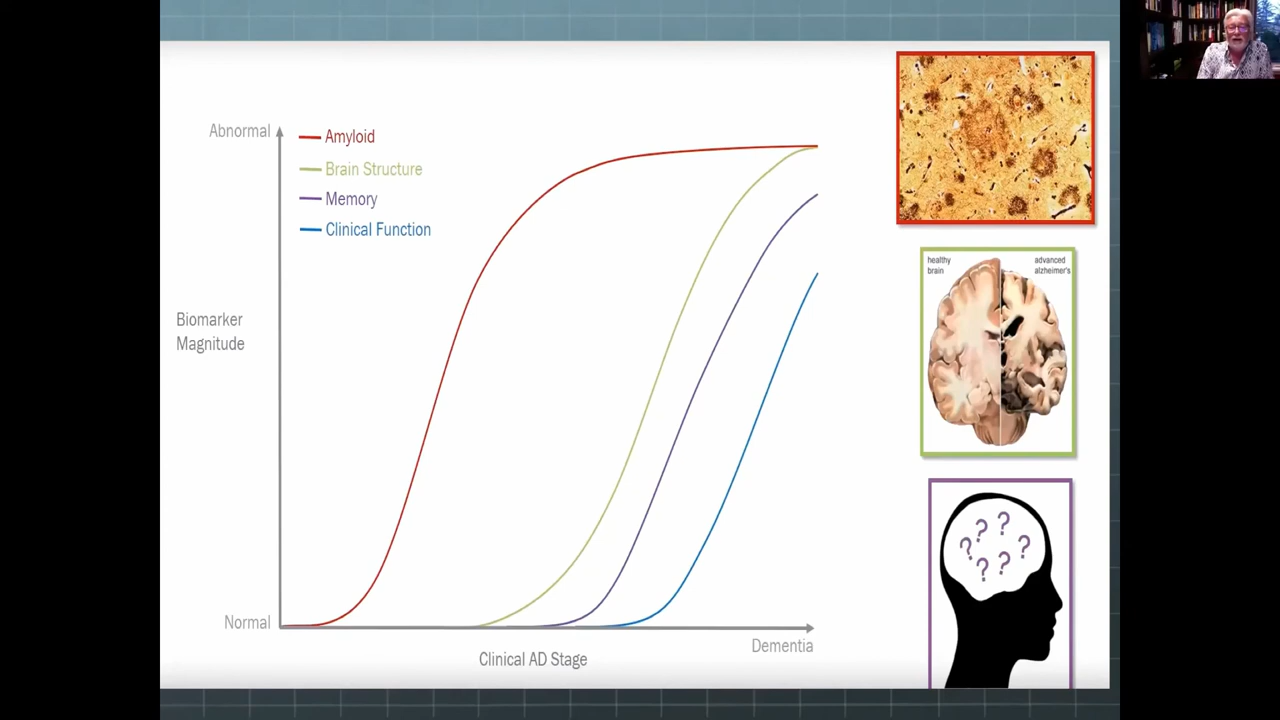 Abnormal
Amyloid
Brain Structure
Memory
Clinical Function
Biomarker
Magnitude
Normal
Dementia
Clinical AD Stage
healthy
brain
advanced
alzheimer's
? ?
? ?
? ?